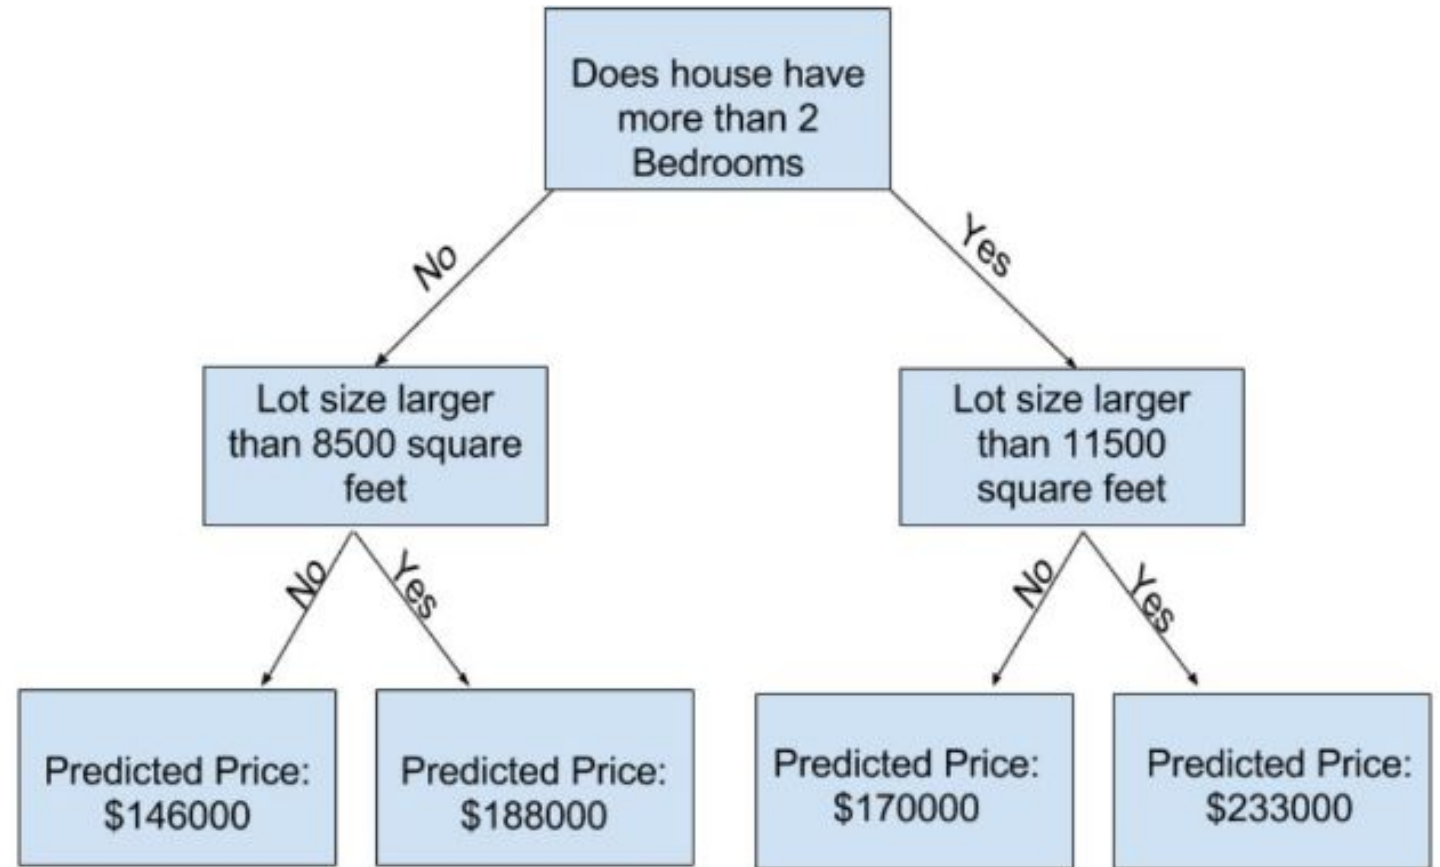 Does house have
more than 2
Bedrooms
No
Yes
Lot size larger
than 8500 square
feet
Lot size larger
than 11500
square feet
No
Yes
No
Yes
Predicted Price:
$146000
Predicted Price:
$188000
Predicted Price:
$170000
Predicted Price:
$233000